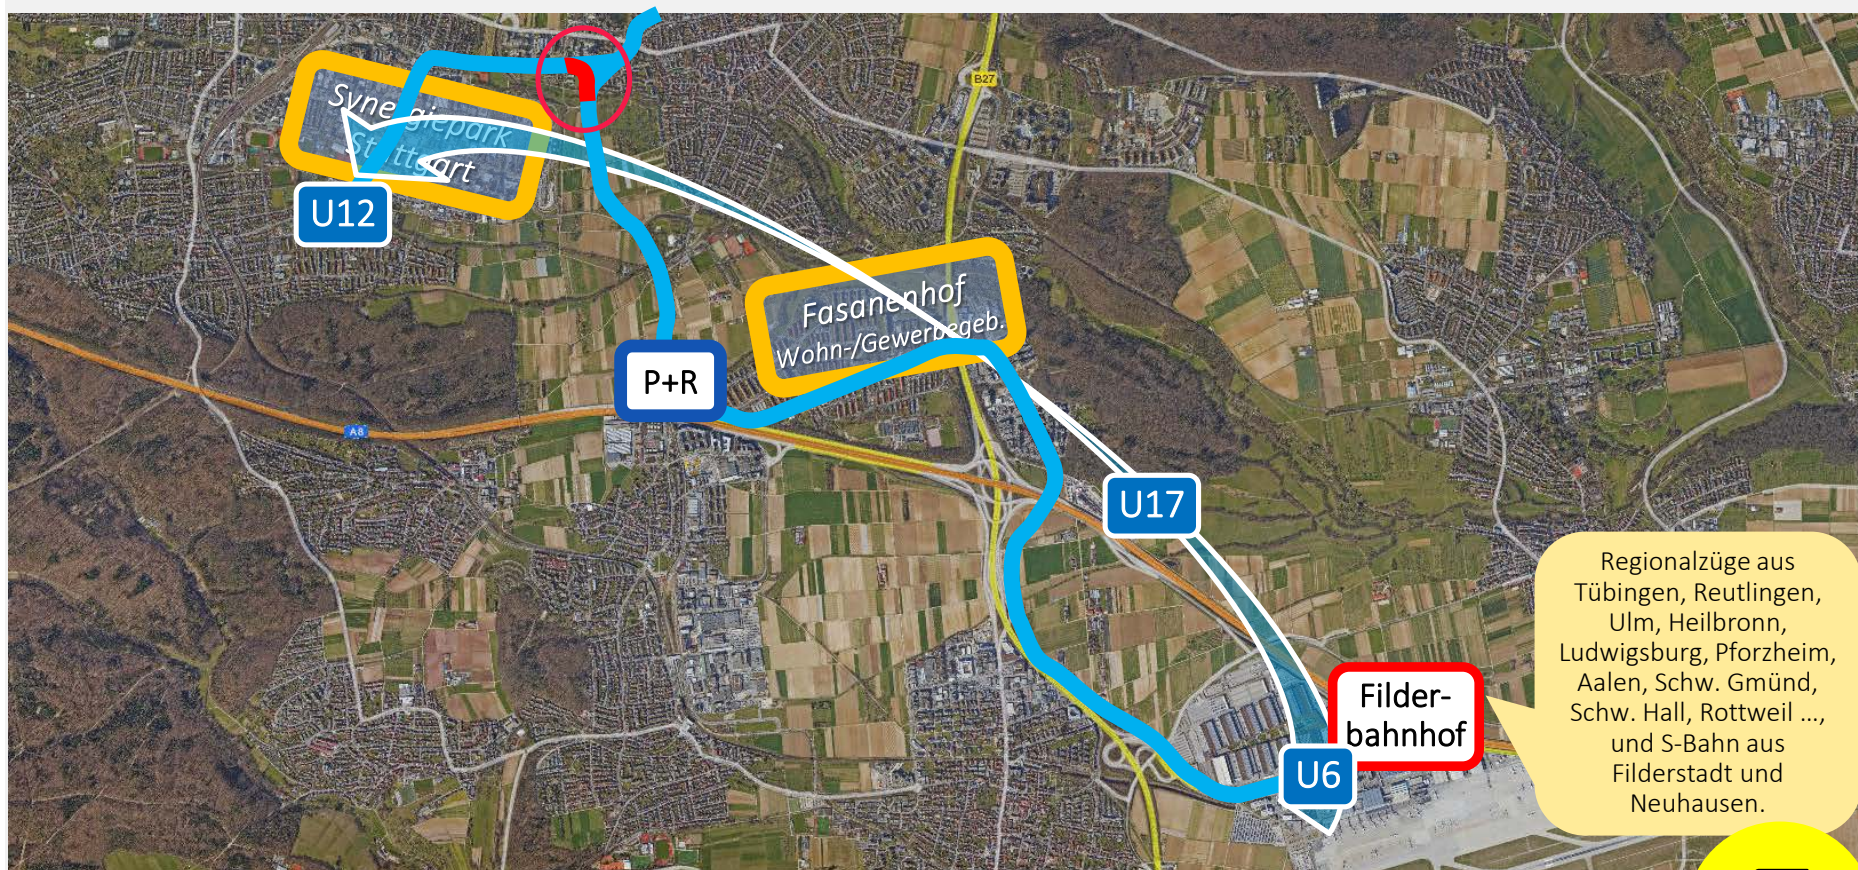 B27
Synergiepark
Stuttgart
U12
Fasanenhof
Wohn-/Gewerbegeb.
P+R
A8
U17
Regionalzüge aus
Tübingen, Reutlingen,
Ulm, Heilbronn,
Ludwigsburg, Pforzheim,
Aalen, Schw. Gmünd,
Schw. Hall, Rottweil ...,
und S-Bahn aus
Filderstadt und
Neuhausen.
Filder-
bahnhof
U6